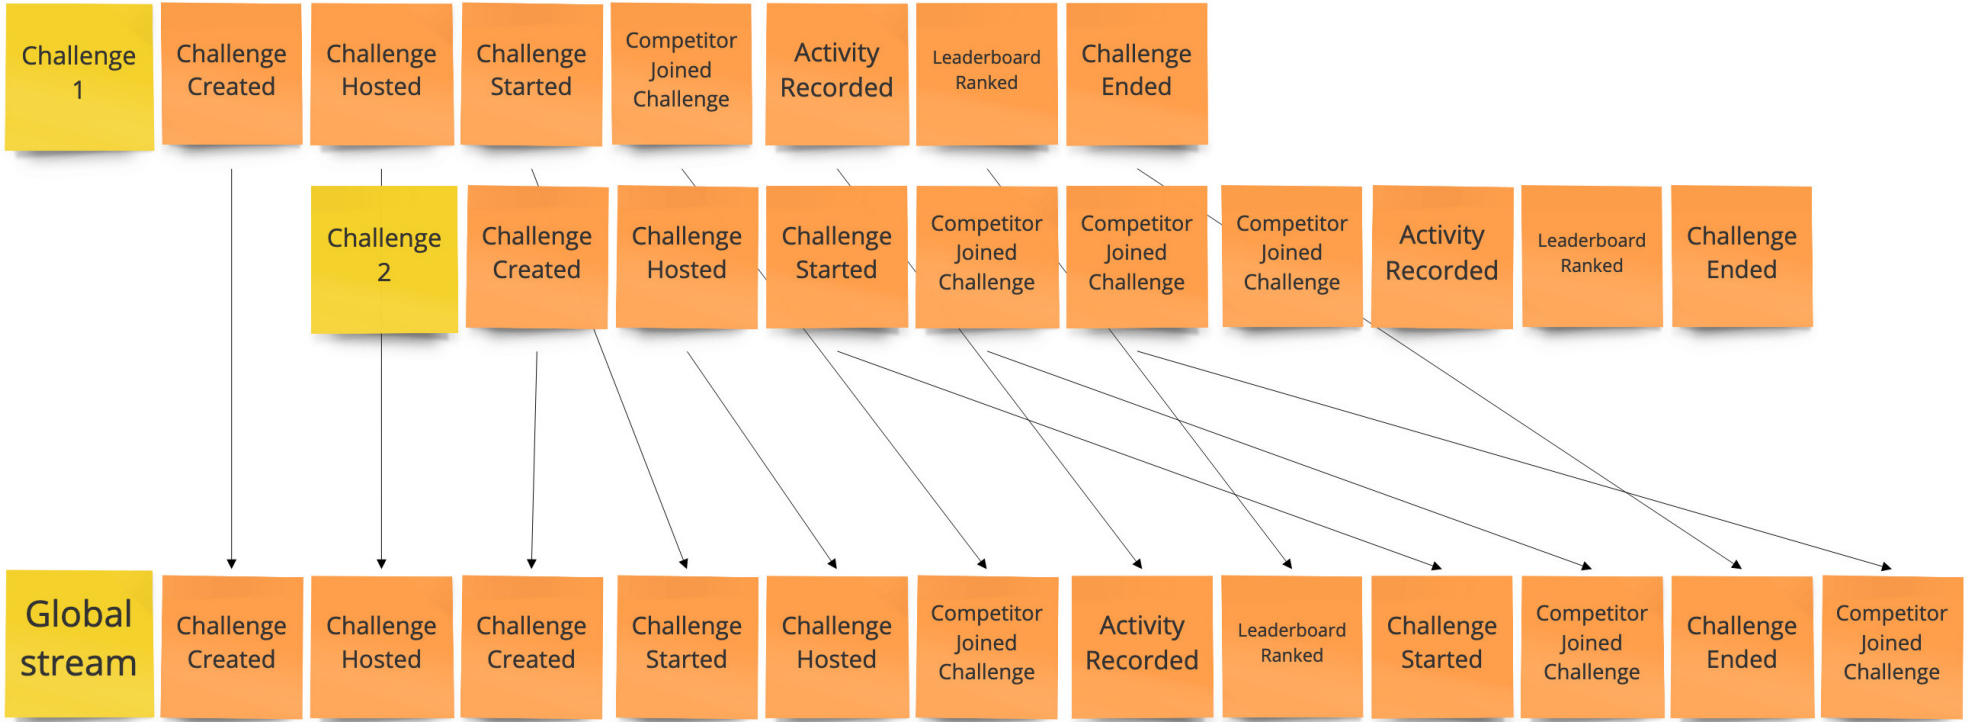 Challenge
1
Challenge
Created
Challenge
Hosted
Challenge
Started
Competitor
Joined
Challenge
Activity
Recorded
Leaderboard
Ranked
Challenge
Ended
Challenge
2
Challenge
Created
Challenge
Hosted
Challenge
Started
Competitor
Joined
Challenge
Competitor
Joined
Challenge
Competitor
Joined
Challenge
Activity
Recorded
Leaderboard
Ranked
Challenge
Ended
Global
stream
Challenge
Created
Challenge
Hosted
Challenge
Created
Challenge
Started
Challenge
Hosted
Competitor
Joined
Challenge
Activity
Recorded
Leaderboard
Ranked
Challenge
Started
Competitor
Joined
Challenge
Challenge
Ended
Competitor
Joined
Challenge